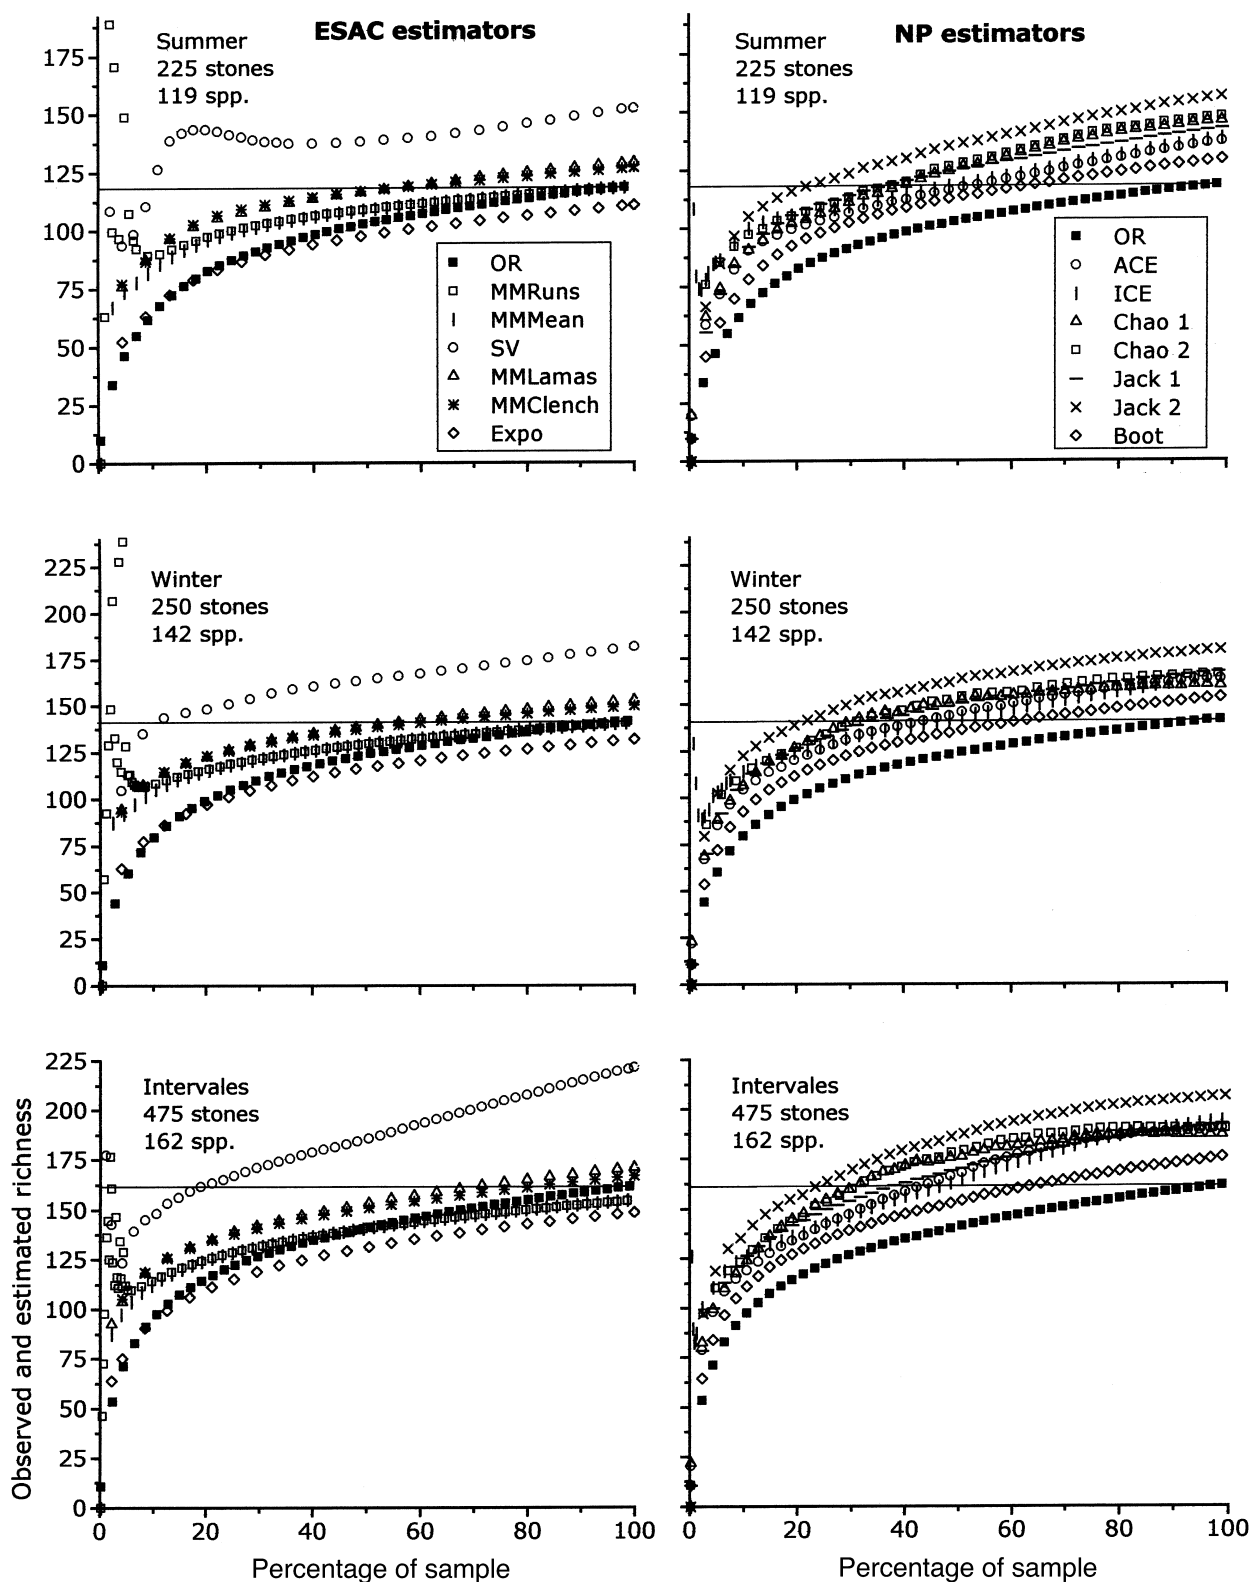 ESAC estimators
Summer
225 stones
119 spp.
175
150
125
100
75
50
25
0
OR
MMRuns
MMMean
SV
MMLamas
MMClench
Expo
NP estimators
Summer
225 stones
119 spp.
OR
ACE
ICE
Chao 1
Chao 2
Jack 1
Jack 2
Boot
Winter
250 stones
142 spp.
225
200
175
150
125
100
75
50
25
0
Winter
250 stones
142 spp.
Observed and estimated richness
Intervales
475 stones
162 spp.
225
200
175
150
125
100
75
50
25
0
0 20 40 60 80 100
Percentage of sample
Intervales
475 stones
162 spp.
0 20 40 60 80 100
Percentage of sample